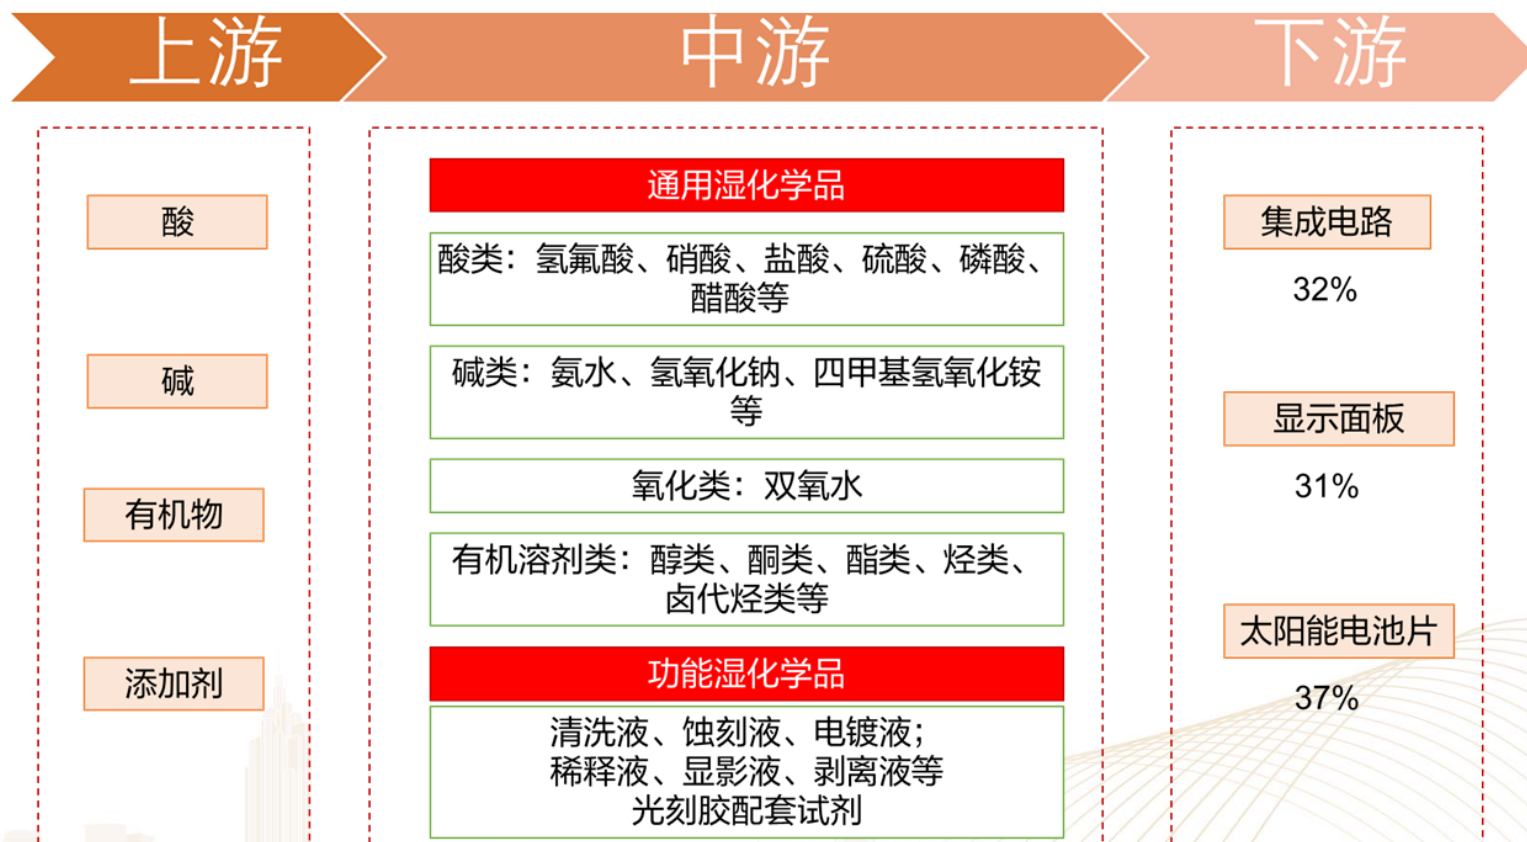 上游
中游
下游
酸
碱
有机物
添加剂
通用湿化学品
酸类：氢氟酸、硝酸、盐酸、硫酸、磷酸、
醋酸等
碱类：氨水、氢氧化钠、四甲基氢氧化铵
等
氧化类：双氧水
有机溶剂类：醇类、酮类、酯类、烃类、
卤代烃类等
功能湿化学品
清洗液、蚀刻液、电镀液；
稀释液、显影液、剥离液等
光刻胶配套试剂
集成电路
32%
显示面板
31%
太阳能电池片
37%